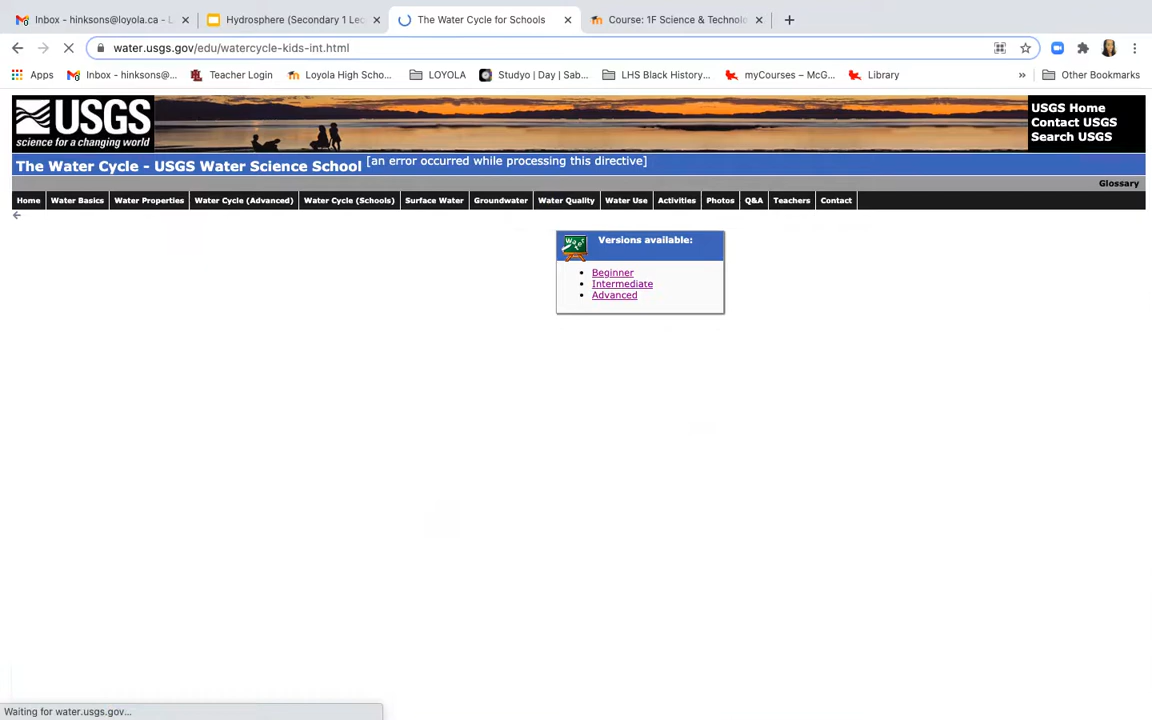 Inbox - hinksons@loyola.ca - L
Hydrosphere (Secondary 1 Lec
The Water Cycle for Schools
Course: 1F Science & Technolo
water.usgs.gov/edu/watercycle-kids-int.html
Apps
Inbox - hinksons@...
Teacher Login
Loyola High Schoo...
LOYOLA
Studyo | Day | Sab...
LHS Black History...
myCourses – McG...
Library
»
Other Bookmarks
USGS
science for a changing world
USGS Home
Contact USGS
Search USGS
The Water Cycle - USGS Water Science School [an error occurred while processing this directive]
Glossary
Home
Water Basics
Water Properties
Water Cycle (Advanced)
Water Cycle (Schools)
Surface Water
Groundwater
Water Quality
Water Use
Activities
Photos
Q&A
Teachers
Contact
Water
Versions available:
Beginner
Intermediate
Advanced
Waiting for water.usgs.gov...